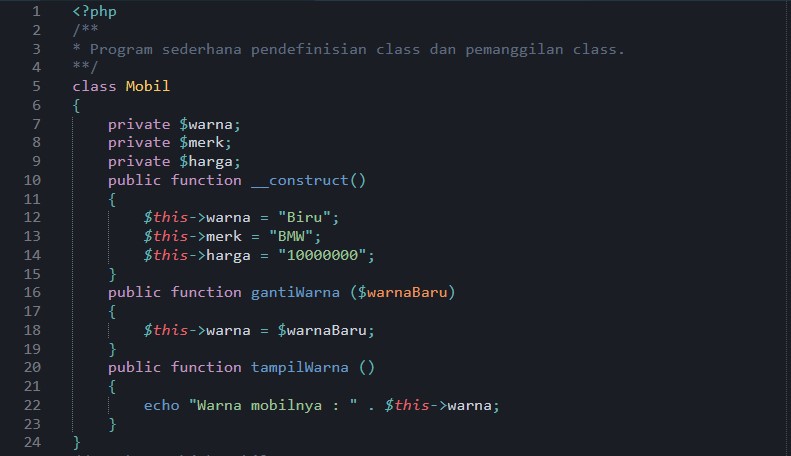 1 <?php
2 /**
3 * Program sederhana pendefinisian class dan pemanggilan class.
4 **/
5 class Mobil
6 {
7 private $warna;
8 private $merk;
9 private $harga;
10 public function __construct()
11 {
12 $this->warna = "Biru";
13 $this->merk = "BMW";
14 $this->harga = "10000000";
15 }
16 public function gantiWarna ($warnaBaru)
17 {
18 $this->warna = $warnaBaru;
19 }
20 public function tampilWarna ()
21 {
22 echo "Warna mobilnya : " . $this->warna;
23 }
24 }